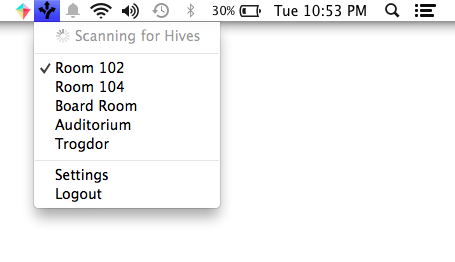 30% Tue 10:53 PM
Scanning for Hives
Room 102
Room 104
Board Room
Auditorium
Trogdor
Settings
Logout